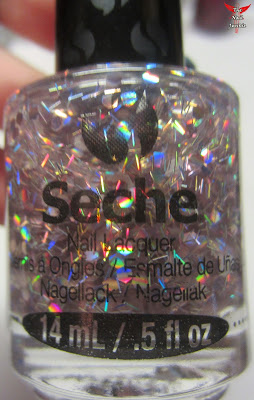 Seche
Nail Lacquer
à Ongles / Esmalte de Uñas
Nagellack / Nagellak
14 mL / .5 fl oz